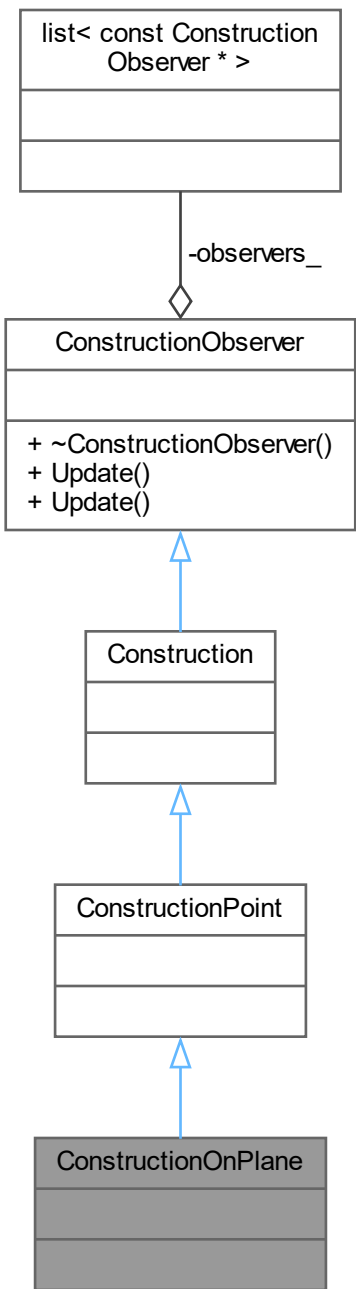 list< const Construction
Observer * >
-observers_
ConstructionObserver
+ ~ConstructionObserver()
+ Update()
+ Update()
Construction
ConstructionPoint
ConstructionOnPlane